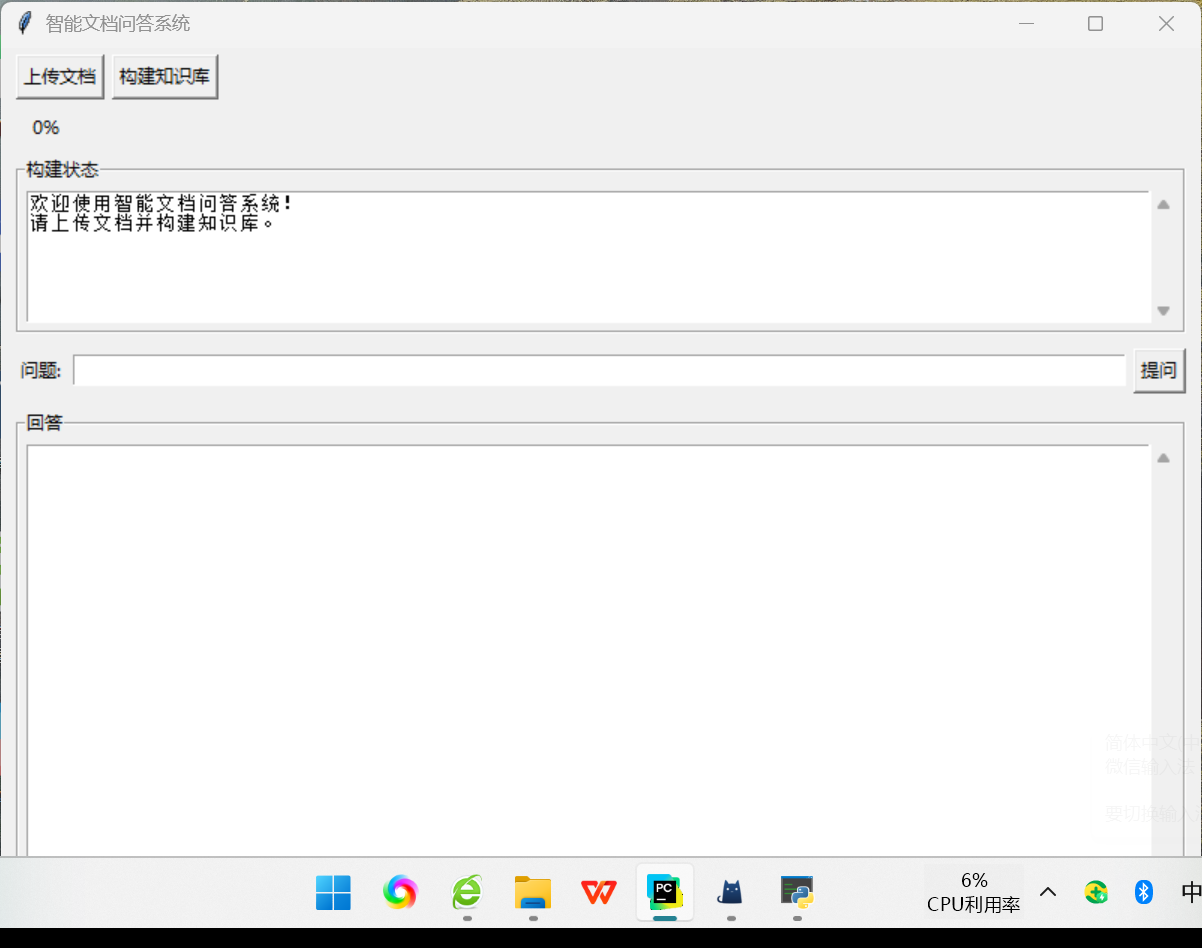 智能文档问答系统
上传文档 构建知识库
0%
构建状态
欢迎使用智能文档问答系统!
请上传文档并构建知识库。
问题: 提问
回答
简体中文(中
微信输入法
要切换输入
PC
6%
CPU利用率
中